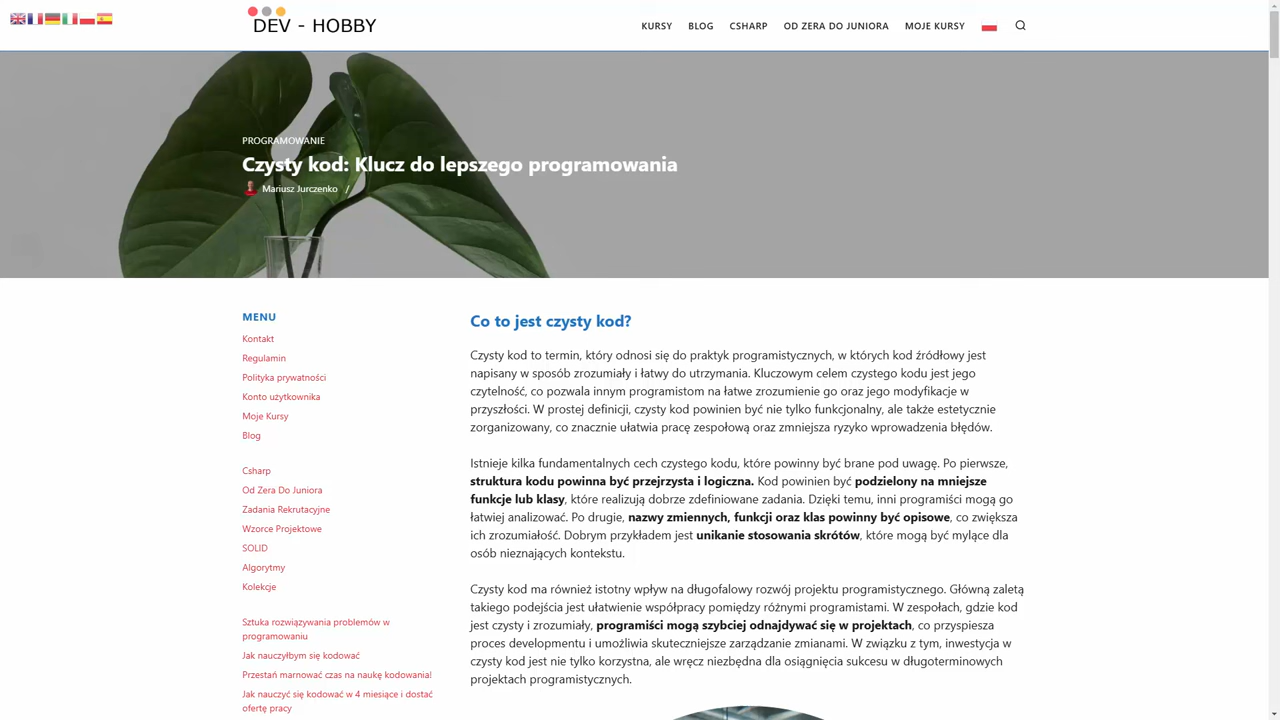 DEV - HOBBY
KURSY
BLOG
CSHARP
OD ZERA DO JUNIORA
MOJE KURSY
PROGRAMOWANIE
Czysty kod: Klucz do lepszego programowania
Mariusz Jurczenko /
MENU
Kontakt
Regulamin
Polityka prywatności
Konto użytkownika
Moje Kursy
Blog
Csharp
Od Zera Do Juniora
Zadania Rekrutacyjne
Wzorce Projektowe
SOLID
Algorytmy
Kolekcje
Sztuka rozwiązywania problemów w
programowaniu
Jak nauczyłbym się kodować
Przestań marnować czas na naukę kodowania!
Jak nauczyć się kodować w 4 miesiące i dostać
ofertę pracy
Co to jest czysty kod?
Czysty kod to termin, który odnosi się do praktyk programistycznych, w których kod źródłowy jest
napisany w sposób zrozumiały i łatwy do utrzymania. Kluczowym celem czystego kodu jest jego
czytelność, co pozwala innym programistom na łatwe zrozumienie go oraz jego modyfikacje w
przyszłości. W prostej definicji, czysty kod powinien być nie tylko funkcjonalny, ale także estetycznie
zorganizowany, co znacznie ułatwia pracę zespołową oraz zmniejsza ryzyko wprowadzenia błędów.
Istnieje kilka fundamentalnych cech czystego kodu, które powinny być brane pod uwagę. Po pierwsze,
struktura kodu powinna być przejrzysta i logiczna. Kod powinien być podzielony na mniejsze
funkcje lub klasy, które realizują dobrze zdefiniowane zadania. Dzięki temu, inni programiści mogą go
łatwiej analizować. Po drugie, nazwy zmiennych, funkcji oraz klas powinny być opisowe, co zwiększa
ich zrozumiałość. Dobrym przykładem jest unikanie stosowania skrótów, które mogą być mylące dla
osób nieznających kontekstu.
Czysty kod ma również istotny wpływ na długofalowy rozwój projektu programistycznego. Główną zaletą
takiego podejścia jest ułatwienie współpracy pomiędzy różnymi programistami. W zespołach, gdzie kod
jest czysty i zrozumiały, programiści mogą szybciej odnajdywać się w projektach, co przyspiesza
proces developmentu i umożliwia skuteczniejsze zarządzanie zmianami. W związku z tym, inwestycja w
czysty kod jest nie tylko korzystna, ale wręcz niezbędna dla osiągnięcia sukcesu w długoterminowych
projektach programistycznych.